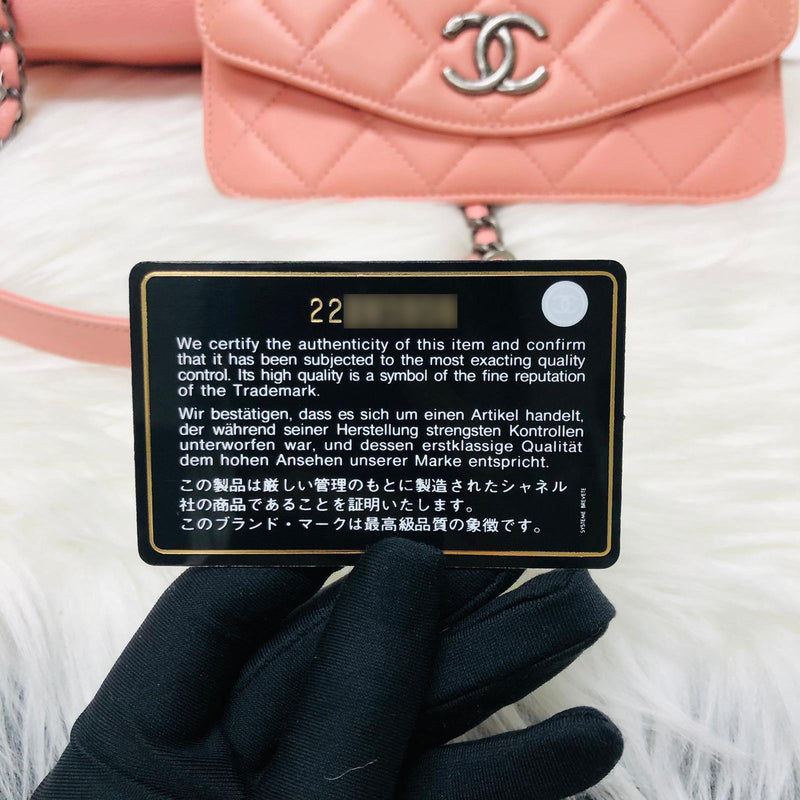 22
We certify the authenticity of this item and confirm
that it has been subjected to the most exacting quality
control. Its high quality is a symbol of the fine reputation
of the Trademark.
Wir bestätigen, dass es sich um einen Artikel handelt,
der während seiner Herstellung strengsten Kontrollen
unterworfen war, und dessen erstklassige Qualität
dem hohen Ansehen unserer Marke entspricht.
この製品は厳しい管理のもとに製造されたシャネル
社の商品であることを証明いたします。
このブランド・マークは最高級品質の象徴です。
SYSTEME BREVETE